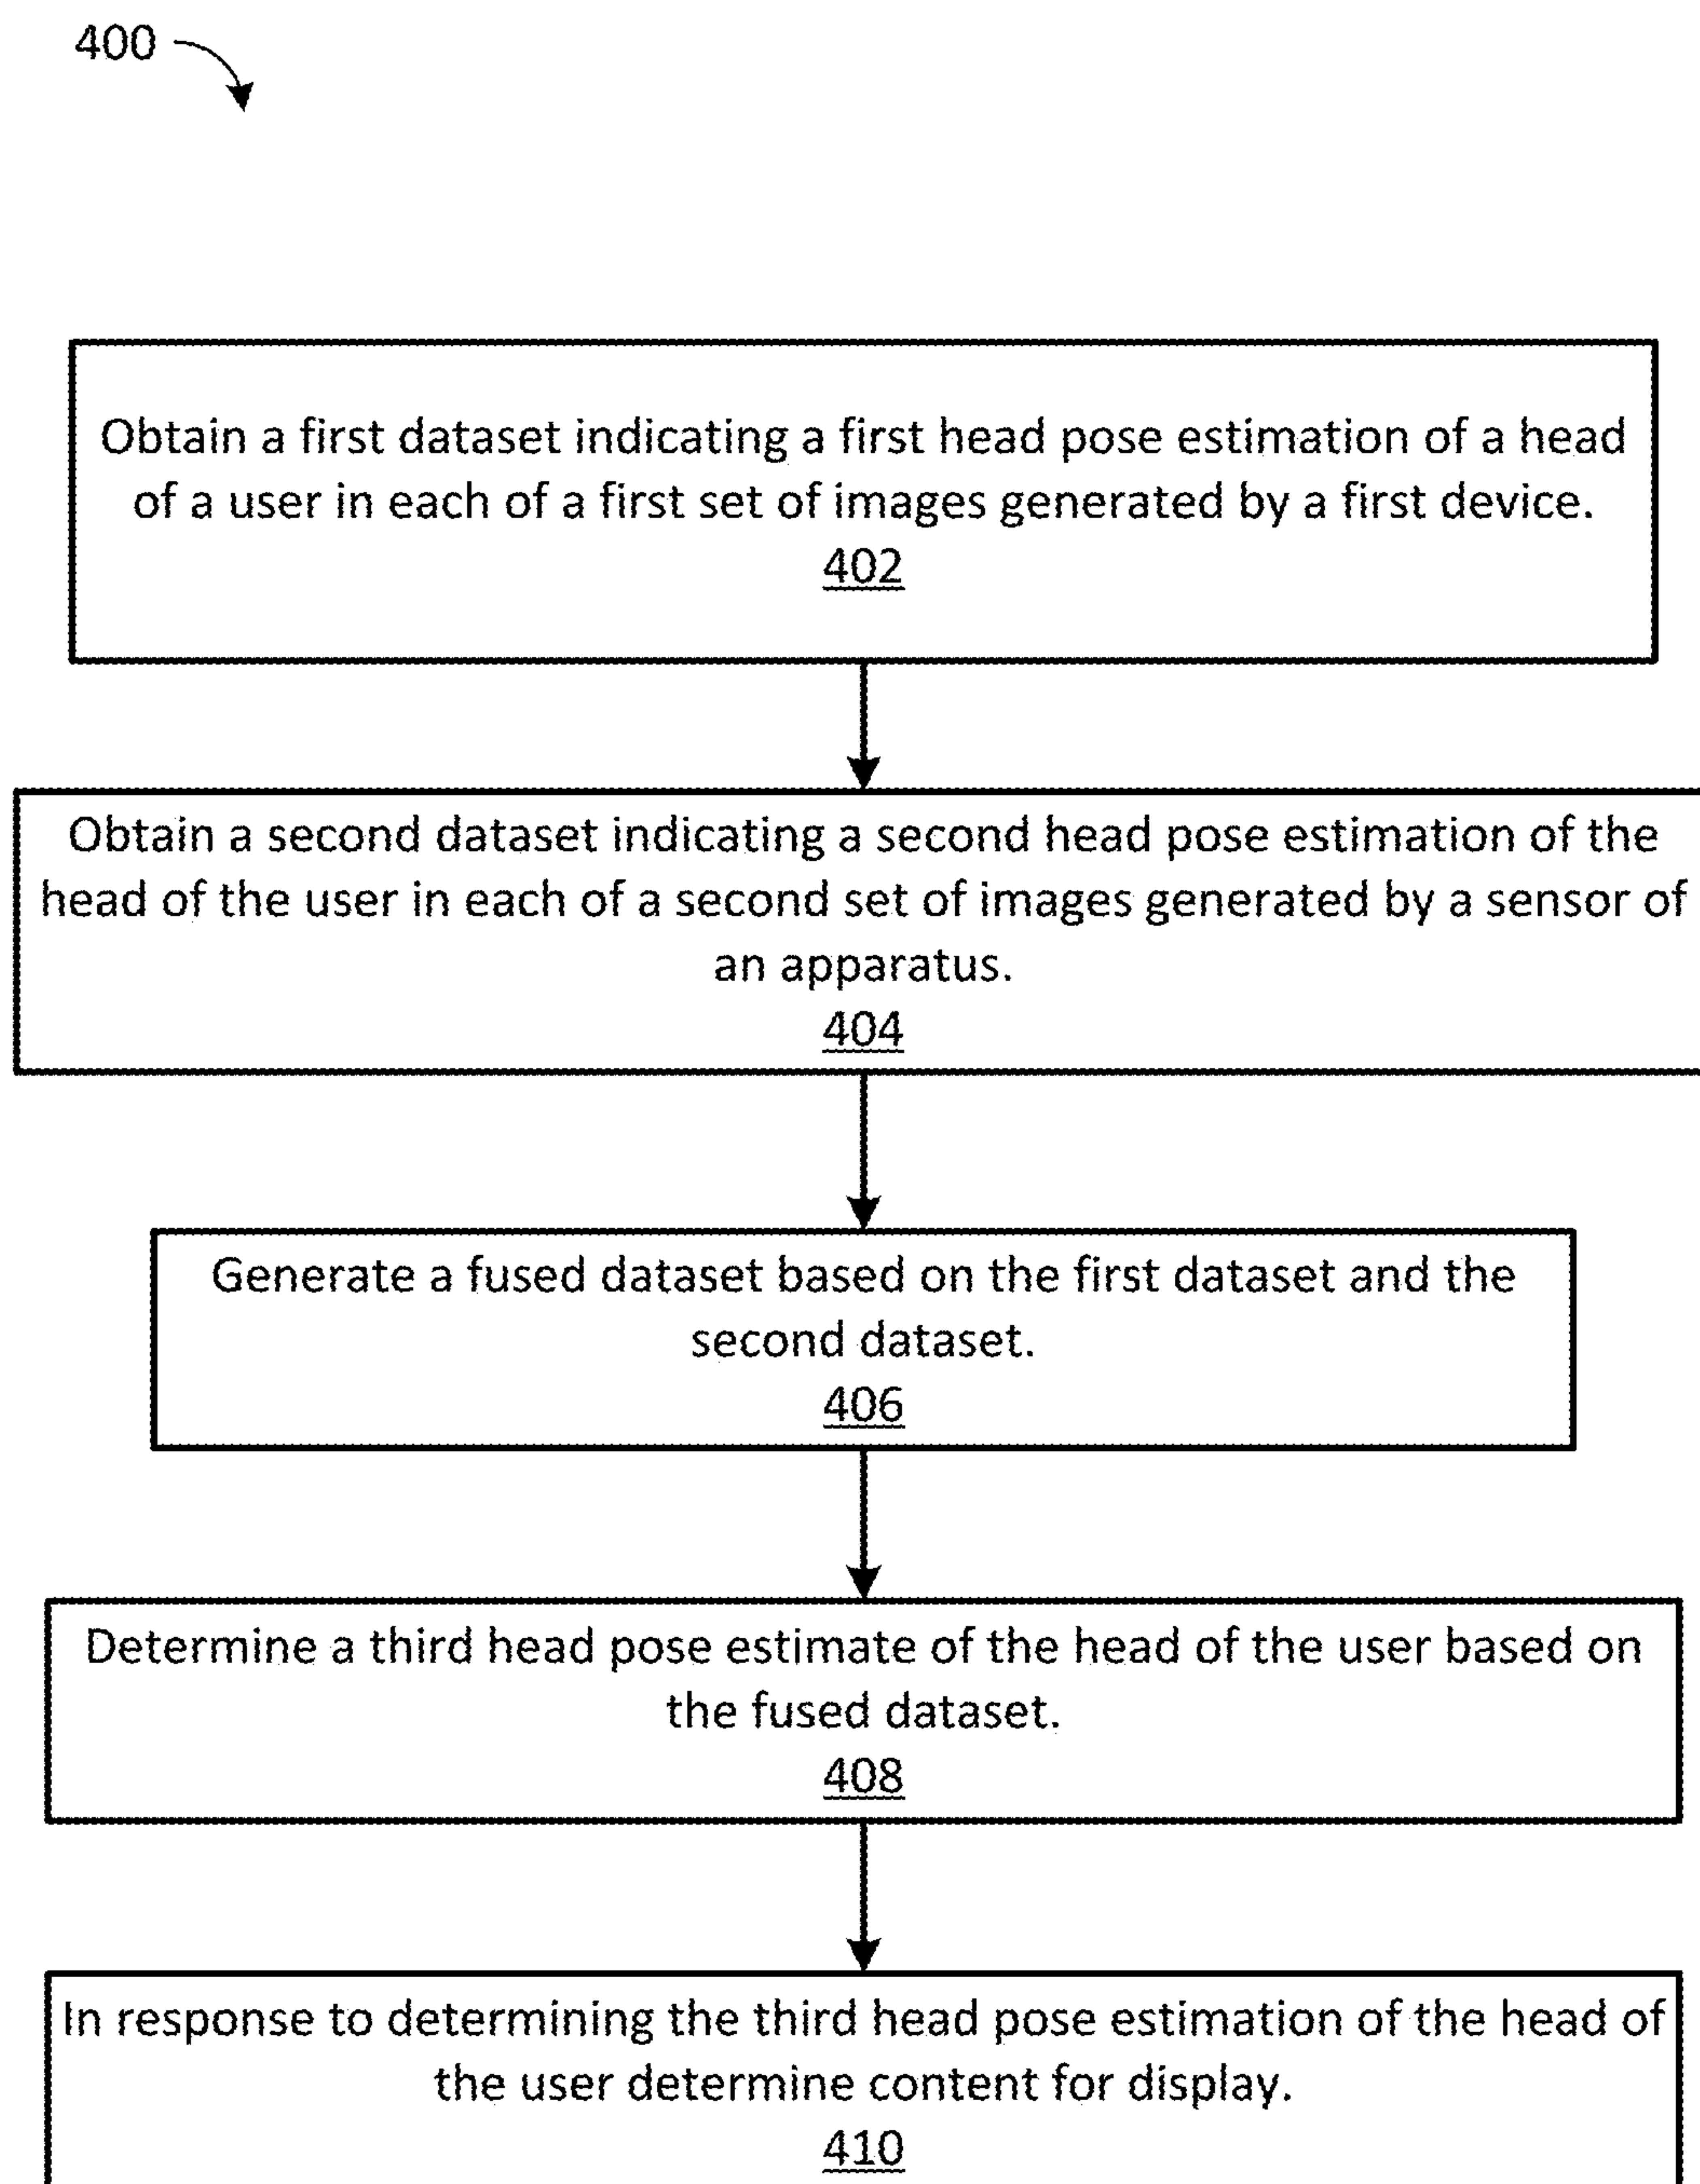 400
Obtain a first dataset indicating a first head pose estimation of a head
of a user in each of a first set of images generated by a first device.
402
Obtain a second dataset indicating a second head pose estimation of the
head of the user in each of a second set of images generated by a sensor of
an apparatus.
404
Generate a fused dataset based on the first dataset and the
second dataset.
406
Determine a third head pose estimate of the head of the user based on
the fused dataset.
408
In response to determining the third head pose estimation of the head of
the user determine content for display.
410